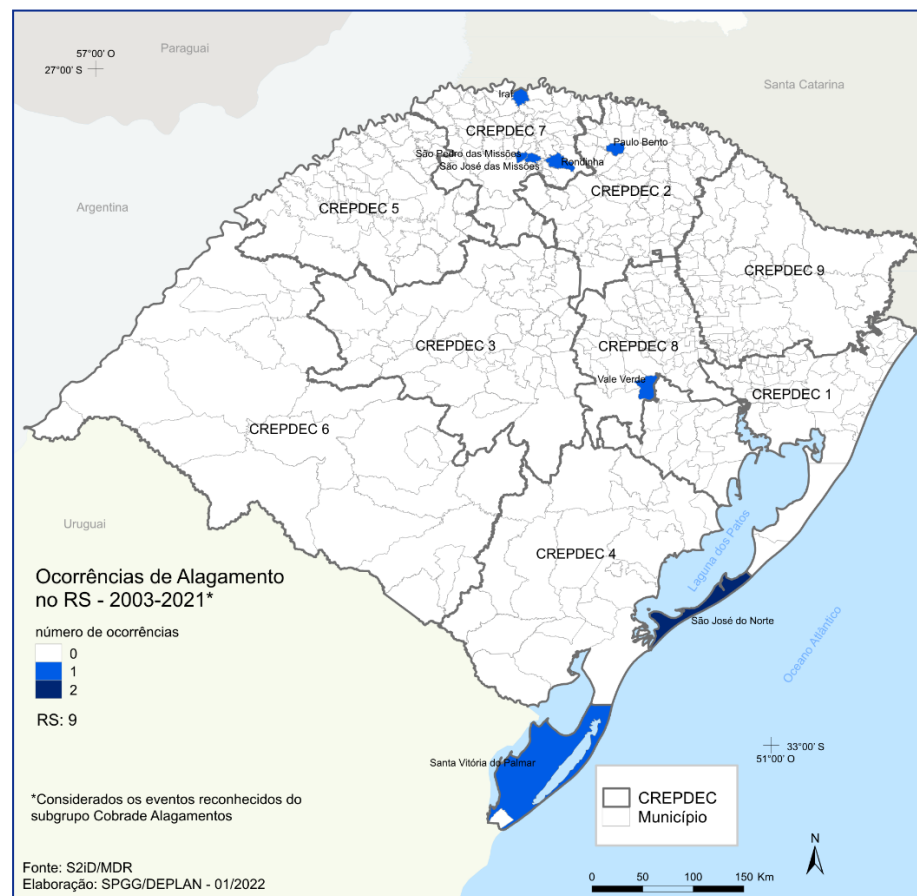 Paraguai
57°00' O
27°00' S
Santa Catarina
Iraí
CREPDEC 7
Paulo Bento
São Pedro das Missões
Rondinha
São José das Missões
CREPDEC 2
CREPDEC 5
Argentina
CREPDEC 9
CREPDEC 3
CREPDEC 8
Vale Verde
CREPDEC 1
CREPDEC 6
Uruguai
CREPDEC 4
Laguna dos Patos
Ocorrências de Alagamento
no RS - 2003-2021*
número de ocorrências
0
1
2
RS: 9
São José do Norte
Oceano Atlântico
33°00' S
51°00' O
Santa Vitória do Palmar
*Considerados os eventos reconhecidos do
subgrupo Cobrade Alagamentos
CREPDEC
Município
N
Fonte: S2iD/MDR
Elaboração: SPGG/DEPLAN - 01/2022
0 50 100 150 Km